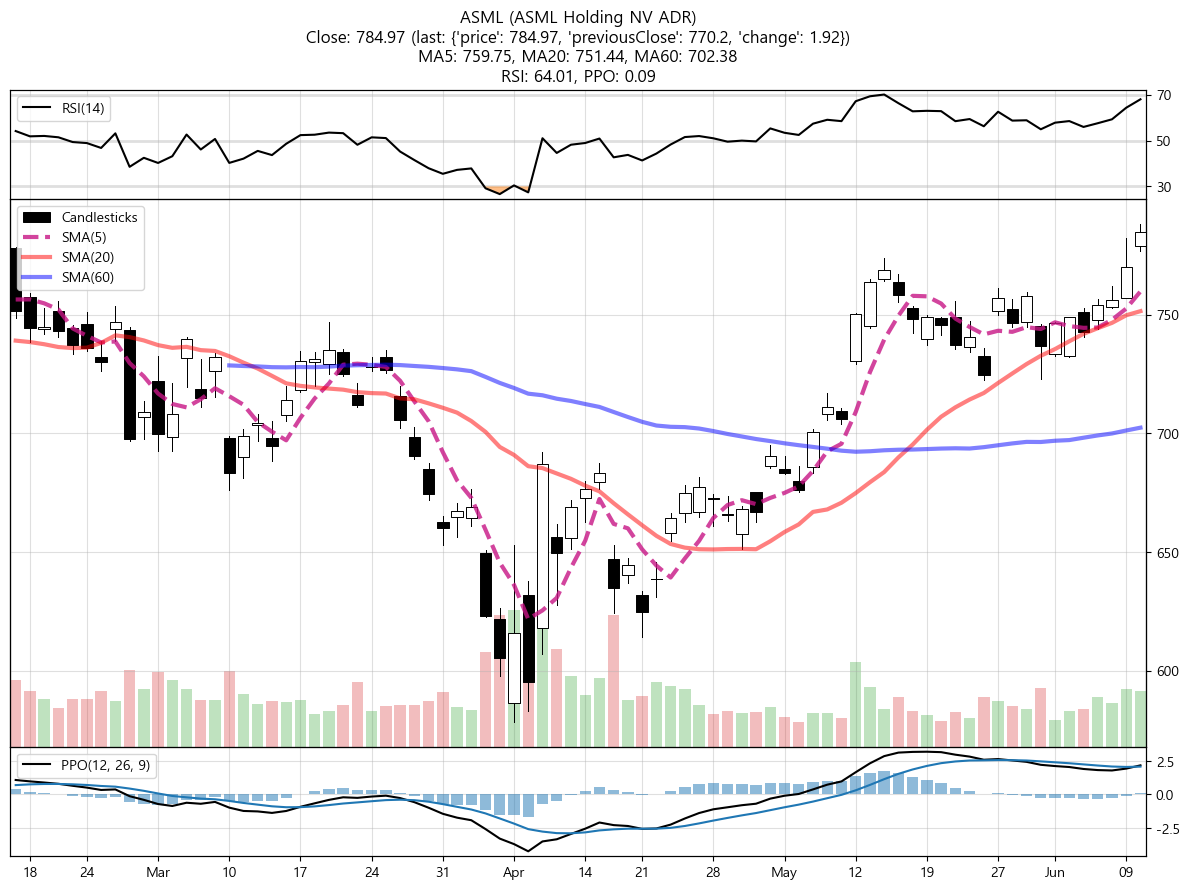 ASML (ASML Holding NV ADR)
Close: 784.97 (last: {'price': 784.97, 'previousClose': 770.2, 'change': 1.92})
MA5: 759.75, MA20: 751.44, MA60: 702.38
RSI: 64.01, PPO: 0.09
RSI(14)
70
50
30
Candlesticks
SMA(5)
SMA(20)
SMA(60)
750
700
650
600
PPO(12, 26, 9)
2.5
0.0
-2.5
18 24 Mar 10 17 24 31 Apr 14 21 28 May 12 19 27 Jun 09